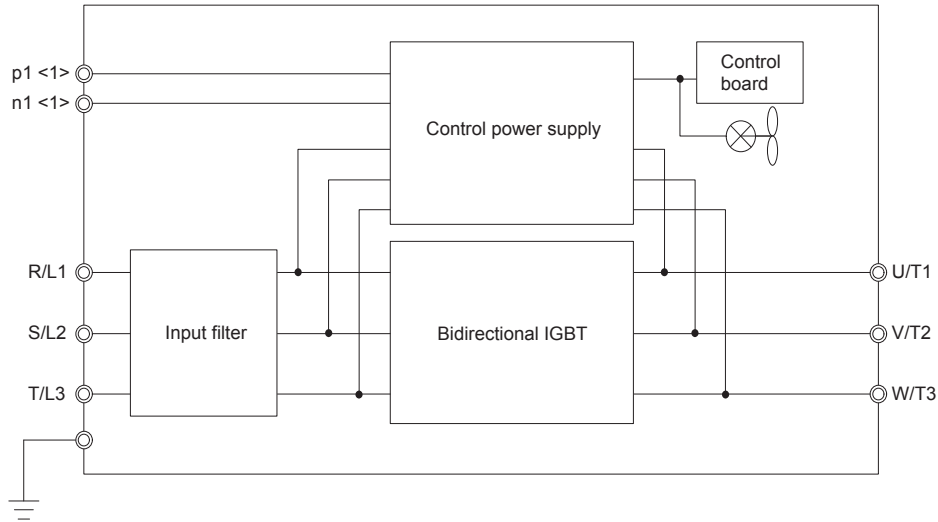 p1 <1>
n1 <1>
Control power supply
Control
board
R/L1
S/L2
T/L3
Input filter
Bidirectional IGBT
U/T1
V/T2
W/T3